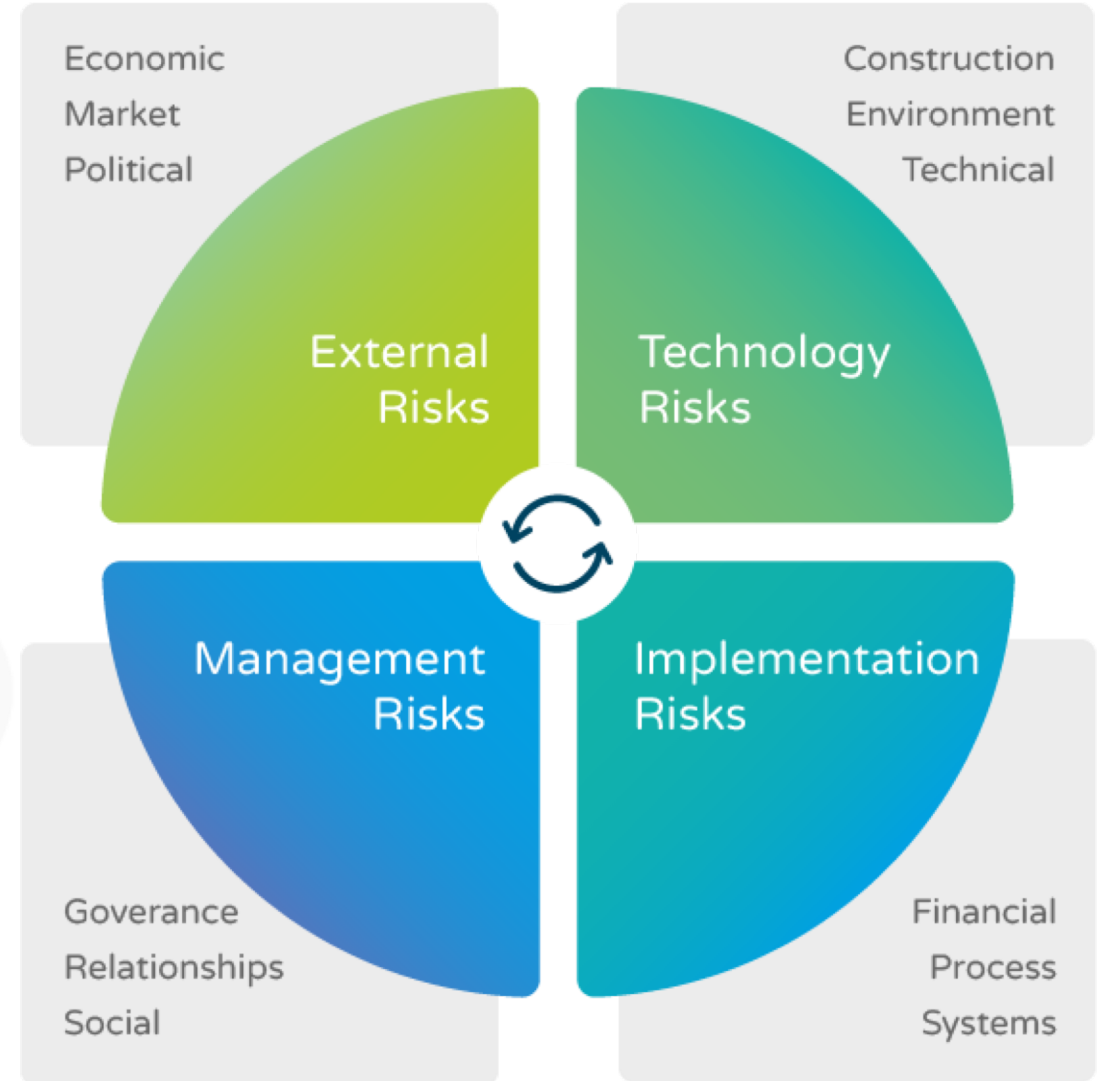 Economic
Market
Political
Construction
Environment
Technical
External
Risks
Technology
Risks
Management
Risks
Implementation
Risks
Goverance
Relationships
Social
Financial
Process
Systems